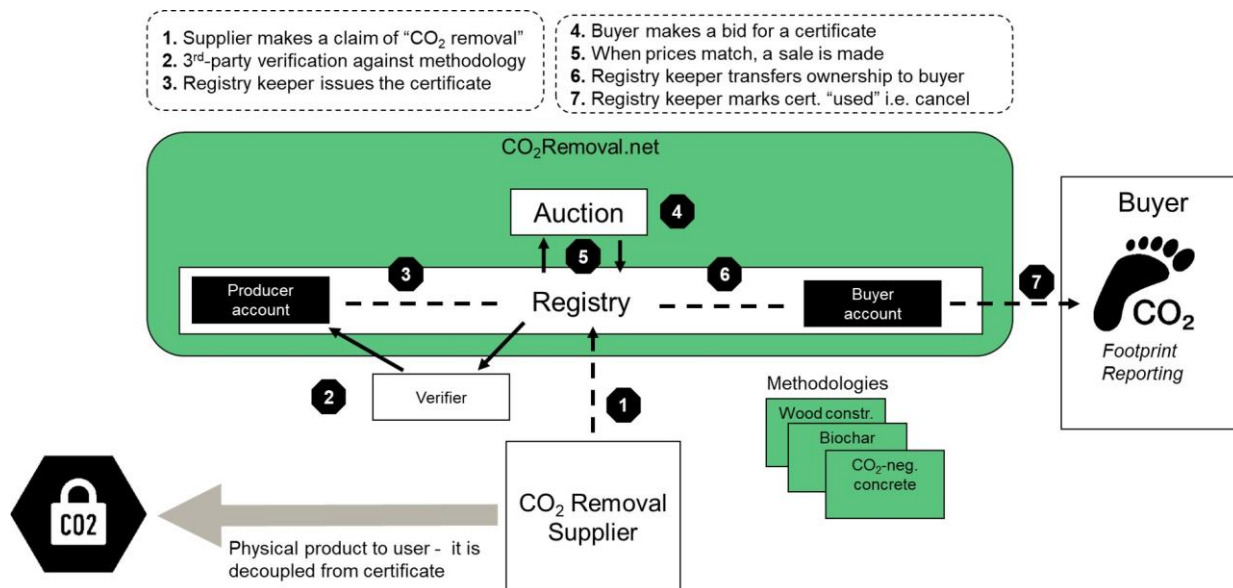 1. Supplier makes a claim of “CO₂ removal”
2. 3ʳᵈ-party verification against methodology
3. Registry keeper issues the certificate
4 Buyer makes a bid for a certificate
5 When prices match, a sale is made
6 Registry keeper transfers ownership to buyer
7 Registry keeper marks cert. “used” i.e. cancel
CO₂Removal.net
Auction
4
5
3
6
Producer
account
Registry
Buyer
account
7
Buyer
CO₂
Footprint
Reporting
2
Verifier
1
Methodologies
Wood constr.
Biochar
CO₂-neg.
concrete
CO2
CO₂ Removal
Supplier
Physical product to user - it is
decoupled from certificate